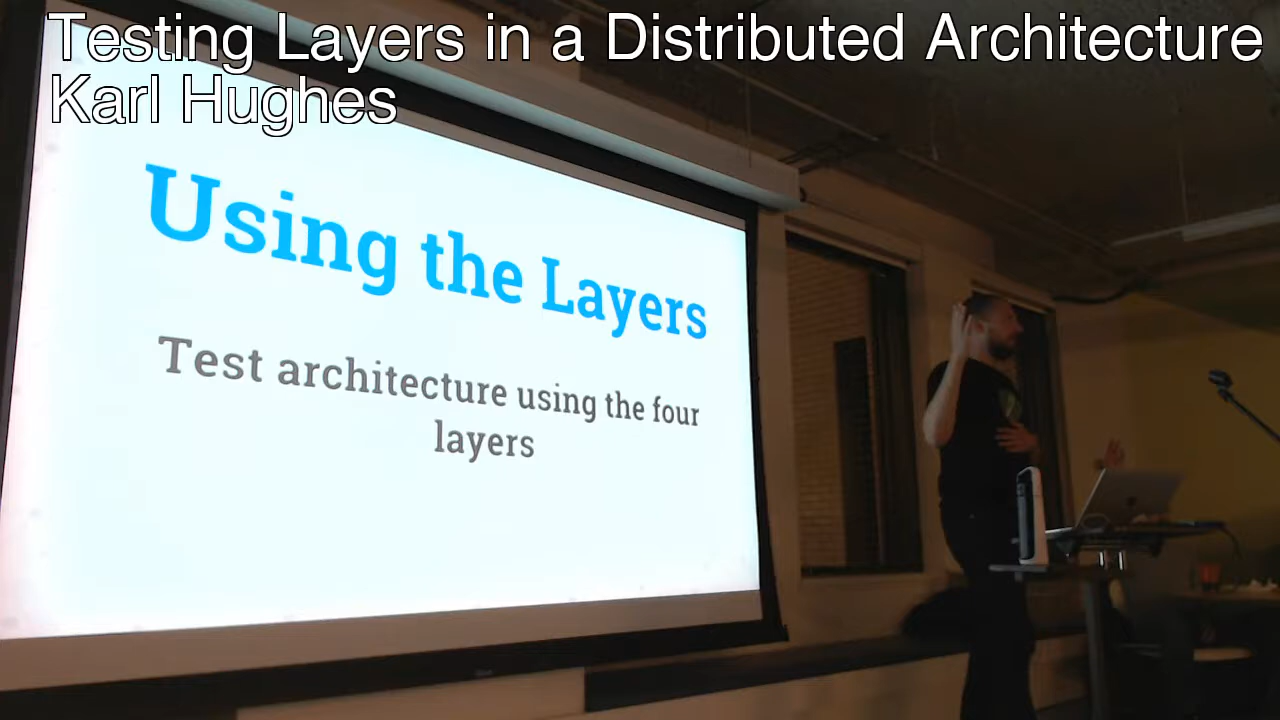 Testing Layers in a Distributed Architecture
Karl Hughes
Using the Layers
Test architecture using the four
layers